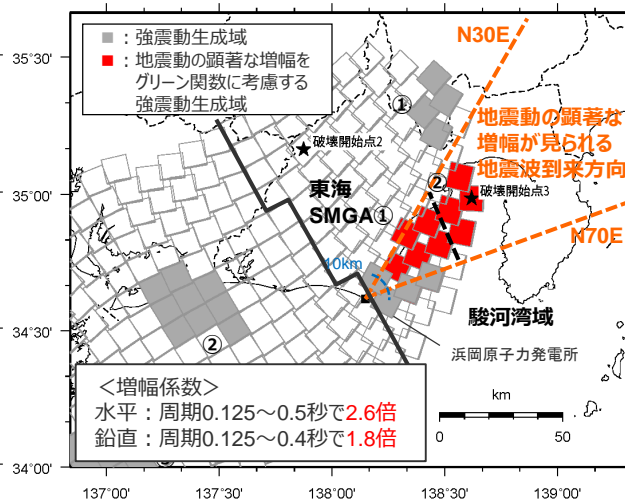 35°30'
35°00'
34°30'
34°00'
：強震動生成域
：地震動の顕著な増幅を
グリーン関数に考慮する
強震動生成域
N30E
①
地震動の顕著な
増幅が見られる
地震波到来方向
破壊開始点2
②
破壊開始点3
東海
SMGA①
N70E
10km
駿河湾域
②
浜岡原子力発電所
＜増幅係数＞
水平：周期0.125～0.5秒で2.6倍
鉛直：周期0.125～0.4秒で1.8倍
km
0 50
137°00' 137°30' 138°00' 138°30' 139°00'